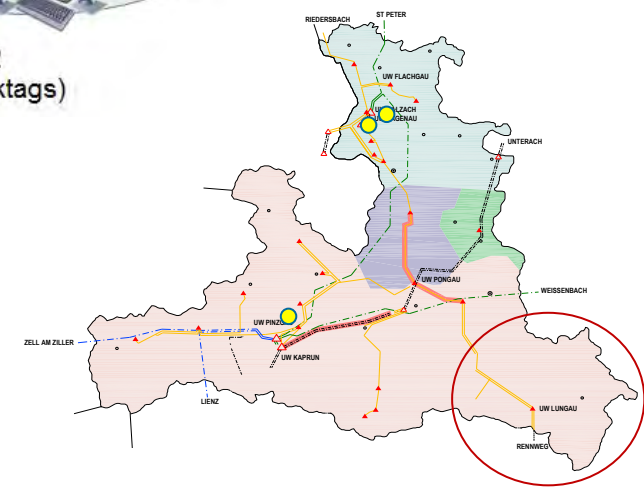 ktags)
ST PETER
RIEDERSBACH
UW FLACHGAU
UNTERACH
UW PONGAU
WEISSENBACH
UW PINZG
ZELL AM ZILLER
UW KAPRUN
LIENZ
UW LUNGAU
RENNWEG